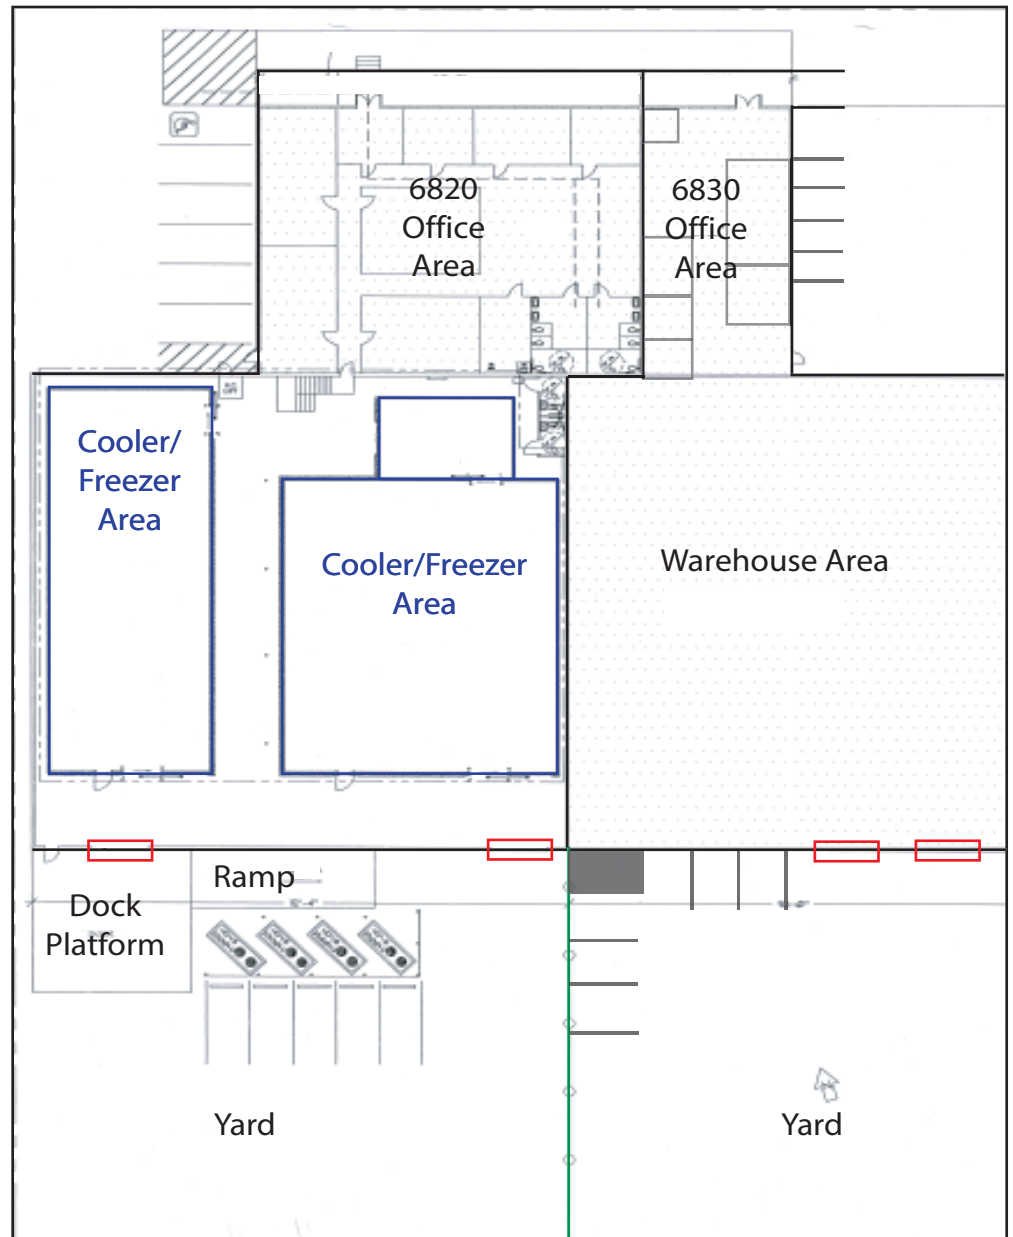 6820
Office
Area
6830
Office
Area
Cooler/
Freezer
Area
Cooler/Freezer
Area
Warehouse Area
Ramp
Dock
Platform
Yard
Yard